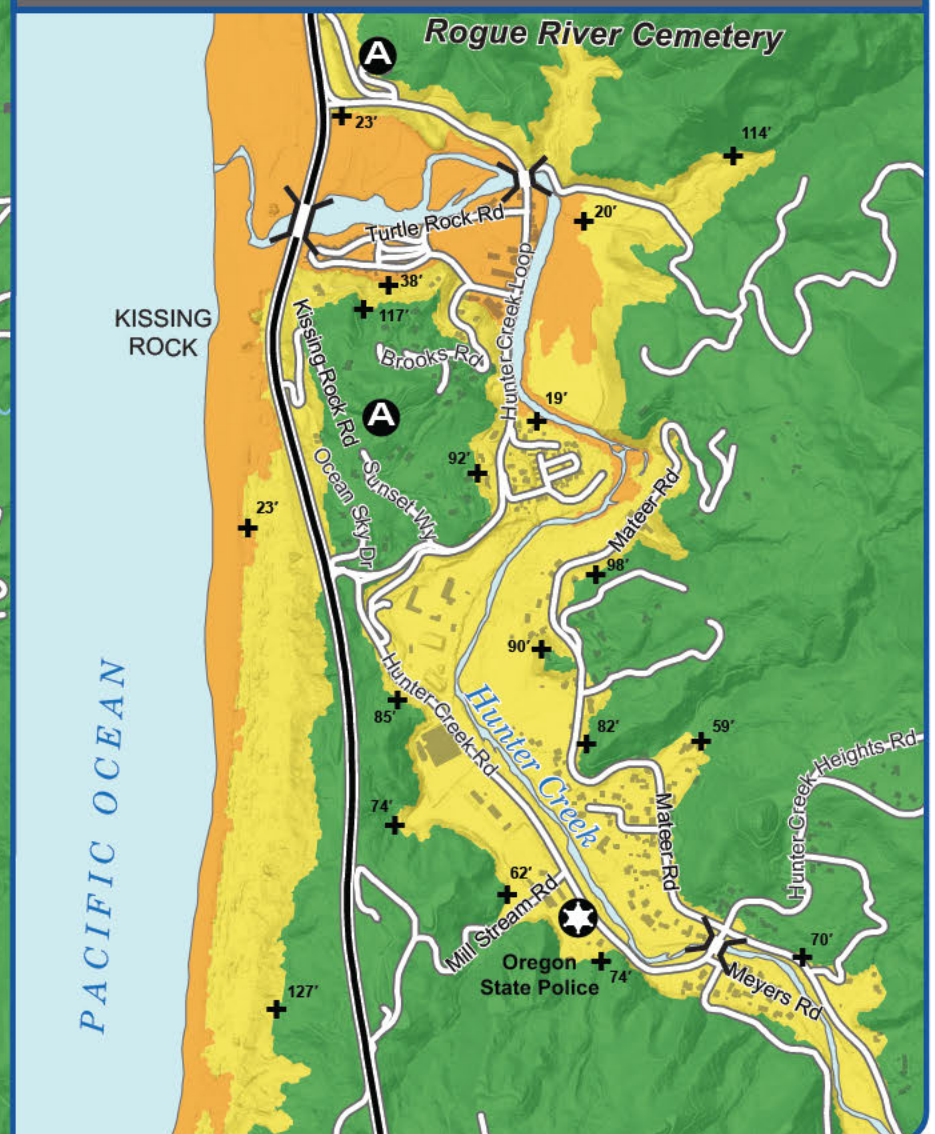 Rogue River Cemetery
A
23'
114'
20'
Turtle Rock Rd
38'
117'
KISSING
ROCK
Kissing Rock Rd
Brooks Rd
Hunter Creek Loop
A
19'
92'
Ocean Sky Dr
Sunset Wy
23'
Mateer Rd
98'
90'
Hunter Creek Rd
85'
Hunter Creek
82'
59'
PACIFIC OCEAN
74'
Mateer Rd
Hunter Creek Heights Rd
62'
Mill Stream Rd
Oregon
State Police
74'
70'
Meyers Rd
127'